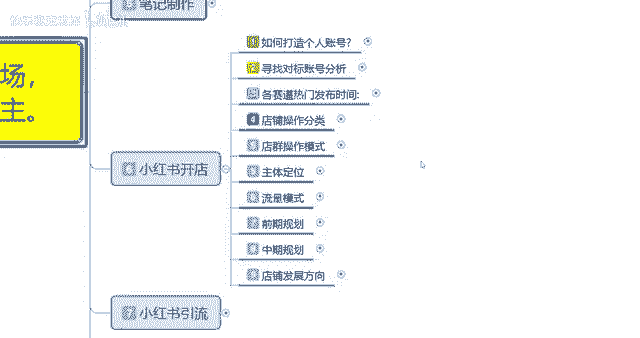 笔记制作
场，
主。
如何打造个人账号？
寻找对标账号分析
各赛道热门发布时间:
店铺操作分类
店群操作模式
小红书开店
主体定位
流量模式
前期规划
中期规划
店铺发展方向
小红书引流